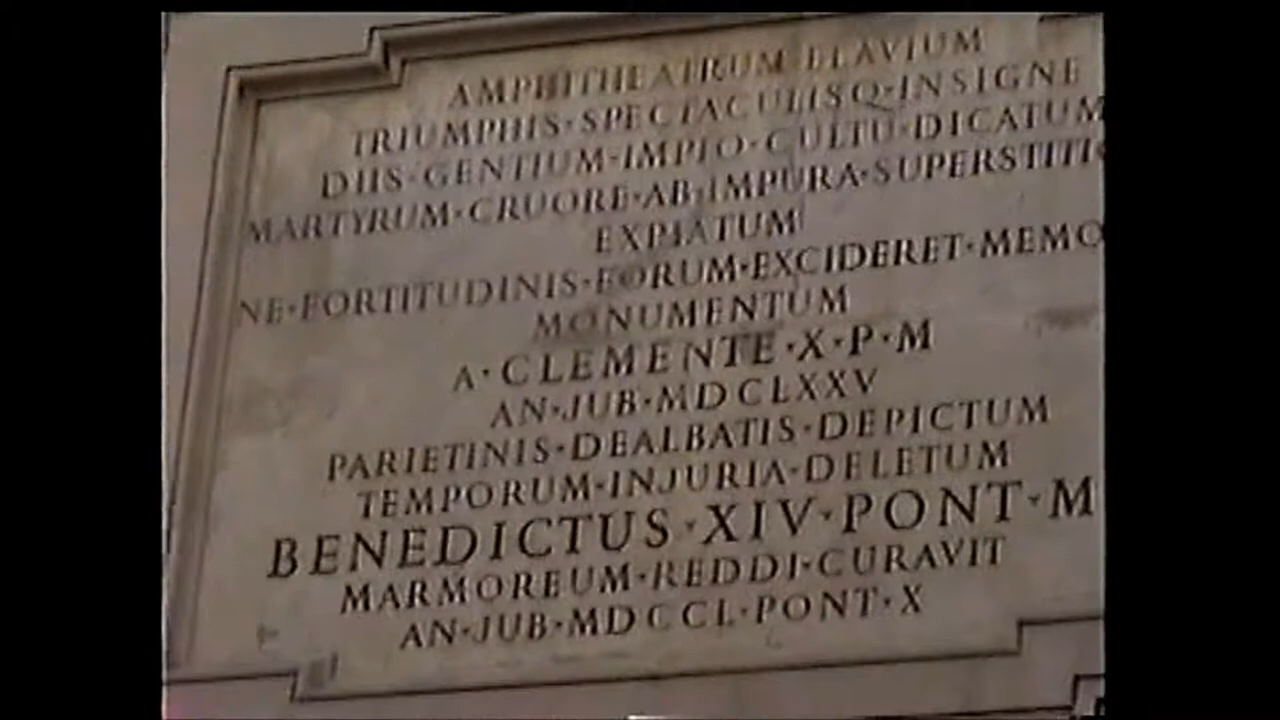 AMPHITHEATRUM FLAVIUM
TRIUMPHIS·SPECTACULISQ·INSIGNE
DIIS·GENTIUM·IMPIO·CULTU·DICATUM
MARTYRUM·CRUORE·AB·IMPURA·SUPERSTITI
EXPIATUM
NE·FORTITUDINIS·EORUM·EXCIDERET·MEMO
MONUMENTUM
A·CLEMENTE·X·P·M
AN·JUB·MDCLXXV
PARIETINIS·DEALBATIS·DEPICTUM
TEMPORUM·INJURIA·DELETUM
BENEDICTUS·XIV·PONT·M
MARMOREUM·REDDI·CURAVIT
AN·JUB·MDCCL·PONT·X